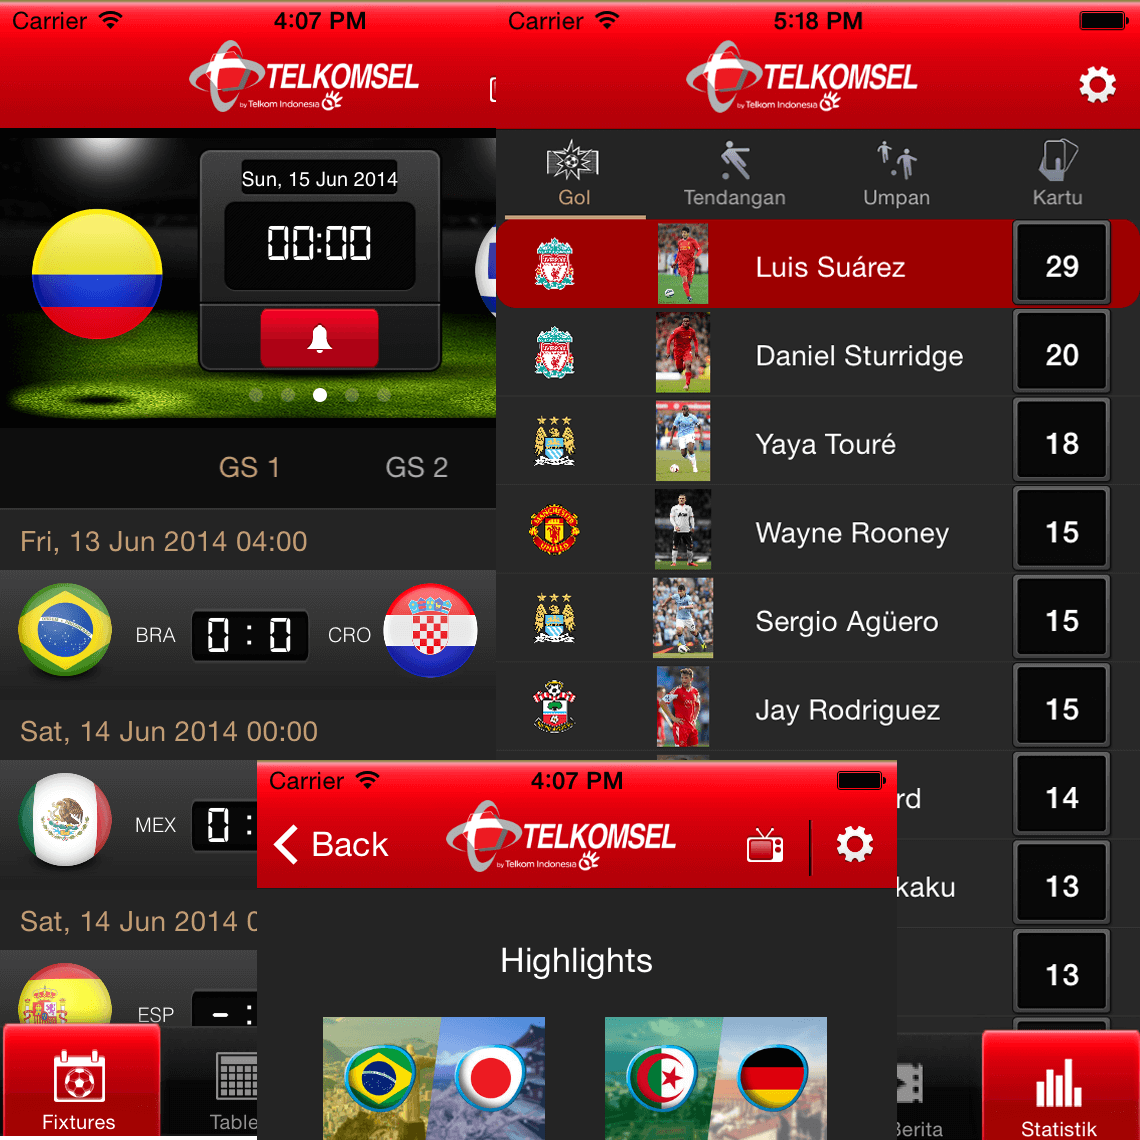 Carrier 4:07 PM
TELKOMSEL
by Telkom Indonesia
Sun, 15 Jun 2014
00:00
GS 1 GS 2
Fri, 13 Jun 2014 04:00
BRA 0 : 0 CRO
Sat, 14 Jun 2014 00:00
MEX 0 :
Sat, 14 Jun 2014
ESP - :
Fixtures Table
Carrier 5:18 PM
TELKOMSEL
by Telkom Indonesia
Gol Tendangan Umpan Kartu
Luis Suárez 29
Daniel Sturridge 20
Yaya Touré 18
Wayne Rooney 15
Sergio Agüero 15
Jay Rodriguez 15
rd 14
kaku 13
13
Berita Statistik
Carrier 4:07 PM
Back
TELKOMSEL
by Telkom Indonesia
Highlights